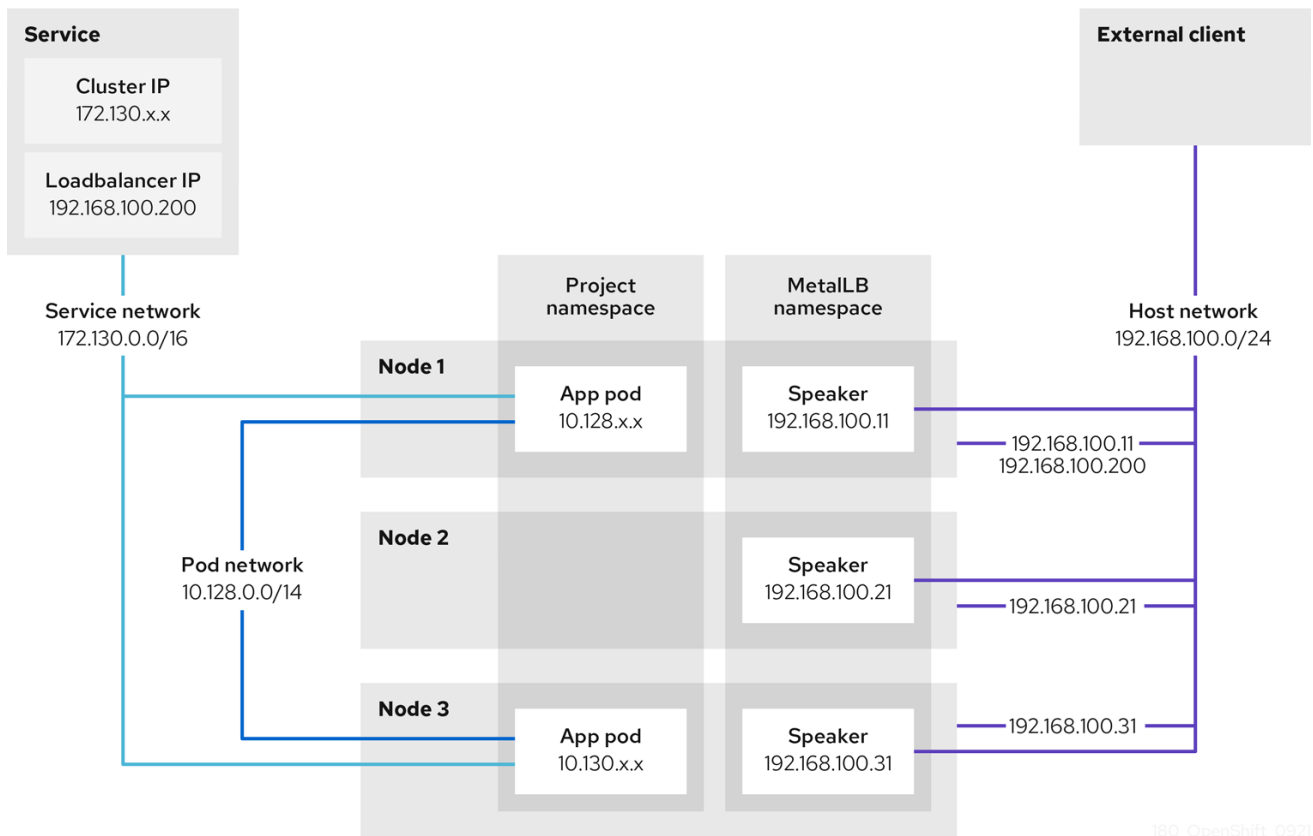 Service
Cluster IP
172.130.x.x
Loadbalancer IP
192.168.100.200
External client
Service network
172.130.0.0/16
Project
namespace
MetalLB
namespace
Host network
192.168.100.0/24
Node 1
App pod
10.128.x.x
Speaker
192.168.100.11
192.168.100.11
192.168.100.200
Pod network
10.128.0.0/14
Node 2
Speaker
192.168.100.21
192.168.100.21
Node 3
App pod
10.130.x.x
Speaker
192.168.100.31
192.168.100.31
180_OpenShift_0921